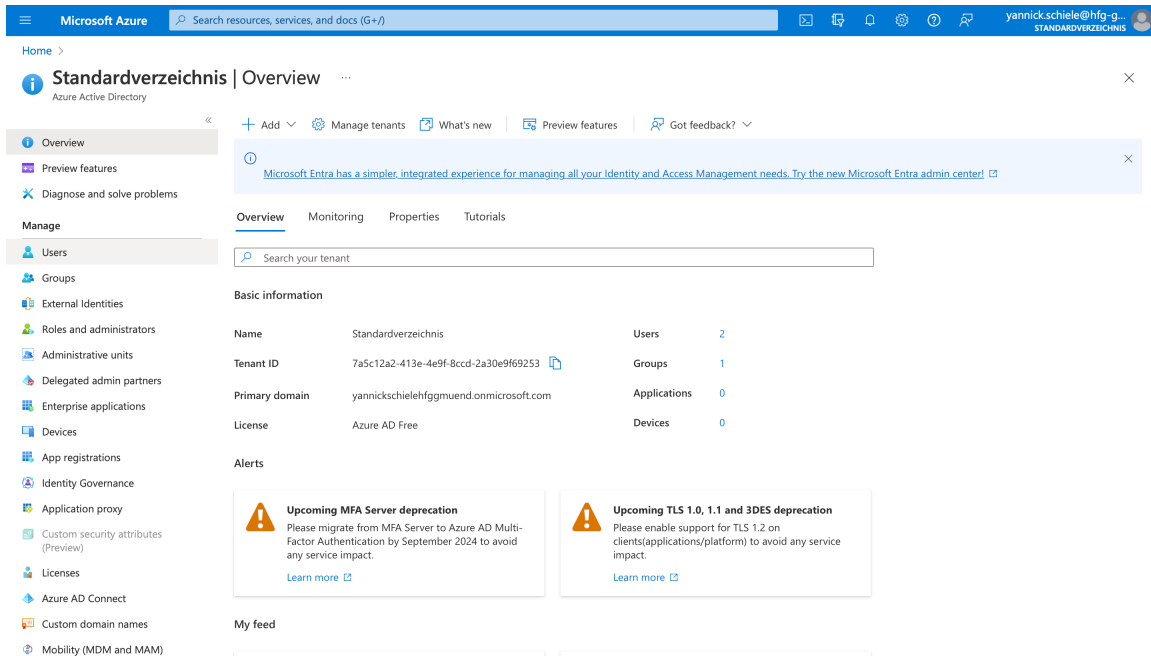 Microsoft Azure
Search resources, services, and docs (G+/)
yannick.schiele@hfg-g...
STANDARDVERZEICHNIS
Home >
Standardverzeichnis | Overview ...
Azure Active Directory
«
Overview
Preview features
Diagnose and solve problems
Manage
Users
Groups
External Identities
Roles and administrators
Administrative units
Delegated admin partners
Enterprise applications
Devices
App registrations
Identity Governance
Application proxy
Custom security attributes
(Preview)
Licenses
Azure AD Connect
Custom domain names
Mobility (MDM and MAM)
Add
Manage tenants
What's new
Preview features
Got feedback?
Microsoft Entra has a simpler, integrated experience for managing all your Identity and Access Management needs. Try the new Microsoft Entra admin center!
Overview
Monitoring
Properties
Tutorials
Search your tenant
Basic information
Name
Standardverzeichnis
Users
2
Tenant ID
7a5c12a2-413e-4e9f-8ccd-2a30e9f69253
Groups
1
Primary domain
yannickschielehfggmuend.onmicrosoft.com
Applications
0
License
Azure AD Free
Devices
0
Alerts
Upcoming MFA Server deprecation
Please migrate from MFA Server to Azure AD Multi-
Factor Authentication by September 2024 to avoid
any service impact.
Learn more
Upcoming TLS 1.0, 1.1 and 3DES deprecation
Please enable support for TLS 1.2 on
clients(applications/platform) to avoid any service
impact.
Learn more
My feed